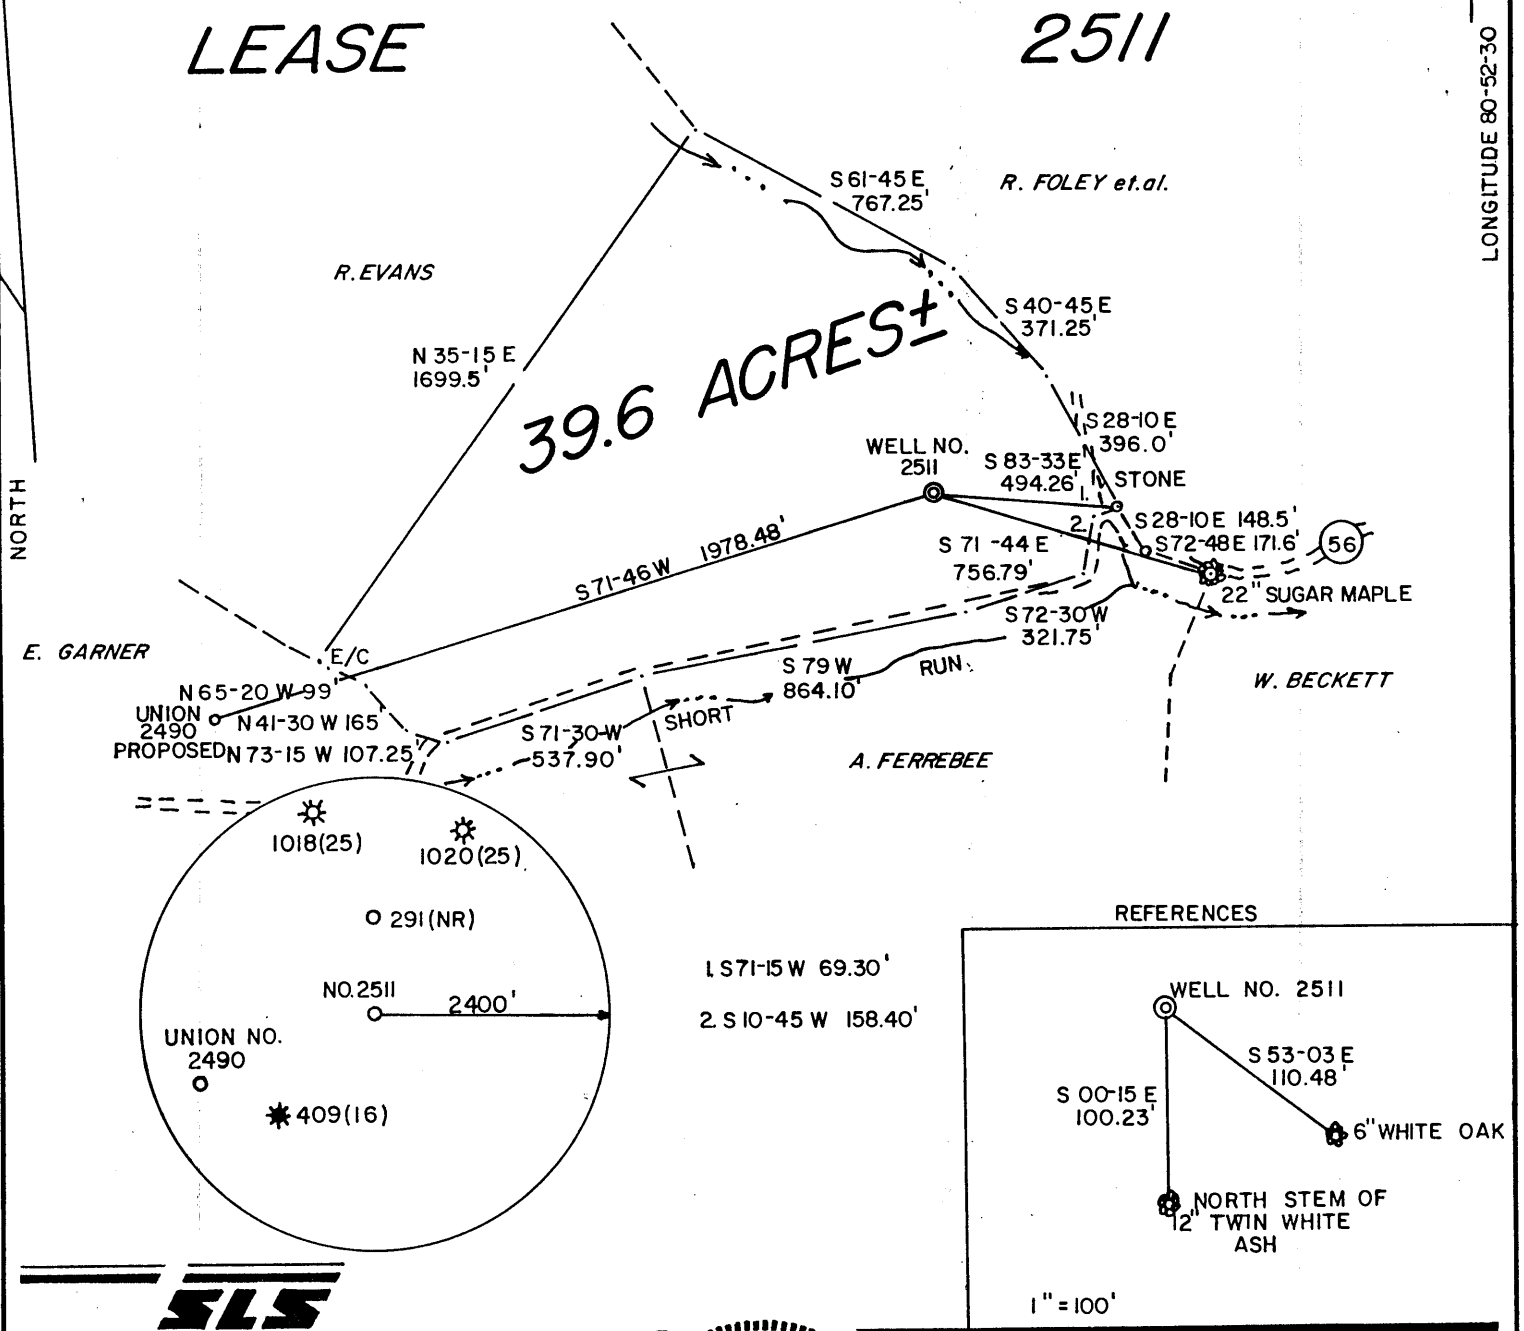 LEASE
2511
LONGITUDE 80-52-30
S 61-45 E
767.25'
R. FOLEY et.al.
R. EVANS
S 40-45 E
371.25'
N 35-15 E
1699.5'
39.6 ACRES±
S 28-10 E
396.0'
WELL NO.
2511
S 83-33 E
494.26'
1.
STONE
2.
S 28-10 E 148.5'
S 72-48 E 171.6'
56
NORTH
S 71-46 W 1978.48'
S 71-44 E
756.79'
22" SUGAR MAPLE
S 72-30 W
321.75'
E. GARNER
E/C
S 79 W
864.10'
RUN
W. BECKETT
N 65-20 W 99'
UNION
2490
PROPOSED
N 41-30 W 165'
N 73-15 W 107.25'
SHORT
S 71-30 W
537.90'
A. FERREBEE
1018(25)
1020(25)
291(NR)
NO. 2511
2400'
UNION NO.
2490
409(16)
1. S 71-15 W 69.30'
2. S 10-45 W 158.40'
REFERENCES
WELL NO. 2511
S 53-03 E
110.48'
S 00-15 E
100.23'
6" WHITE OAK
NORTH STEM OF
12" TWIN WHITE
ASH
1" = 100'
SLS